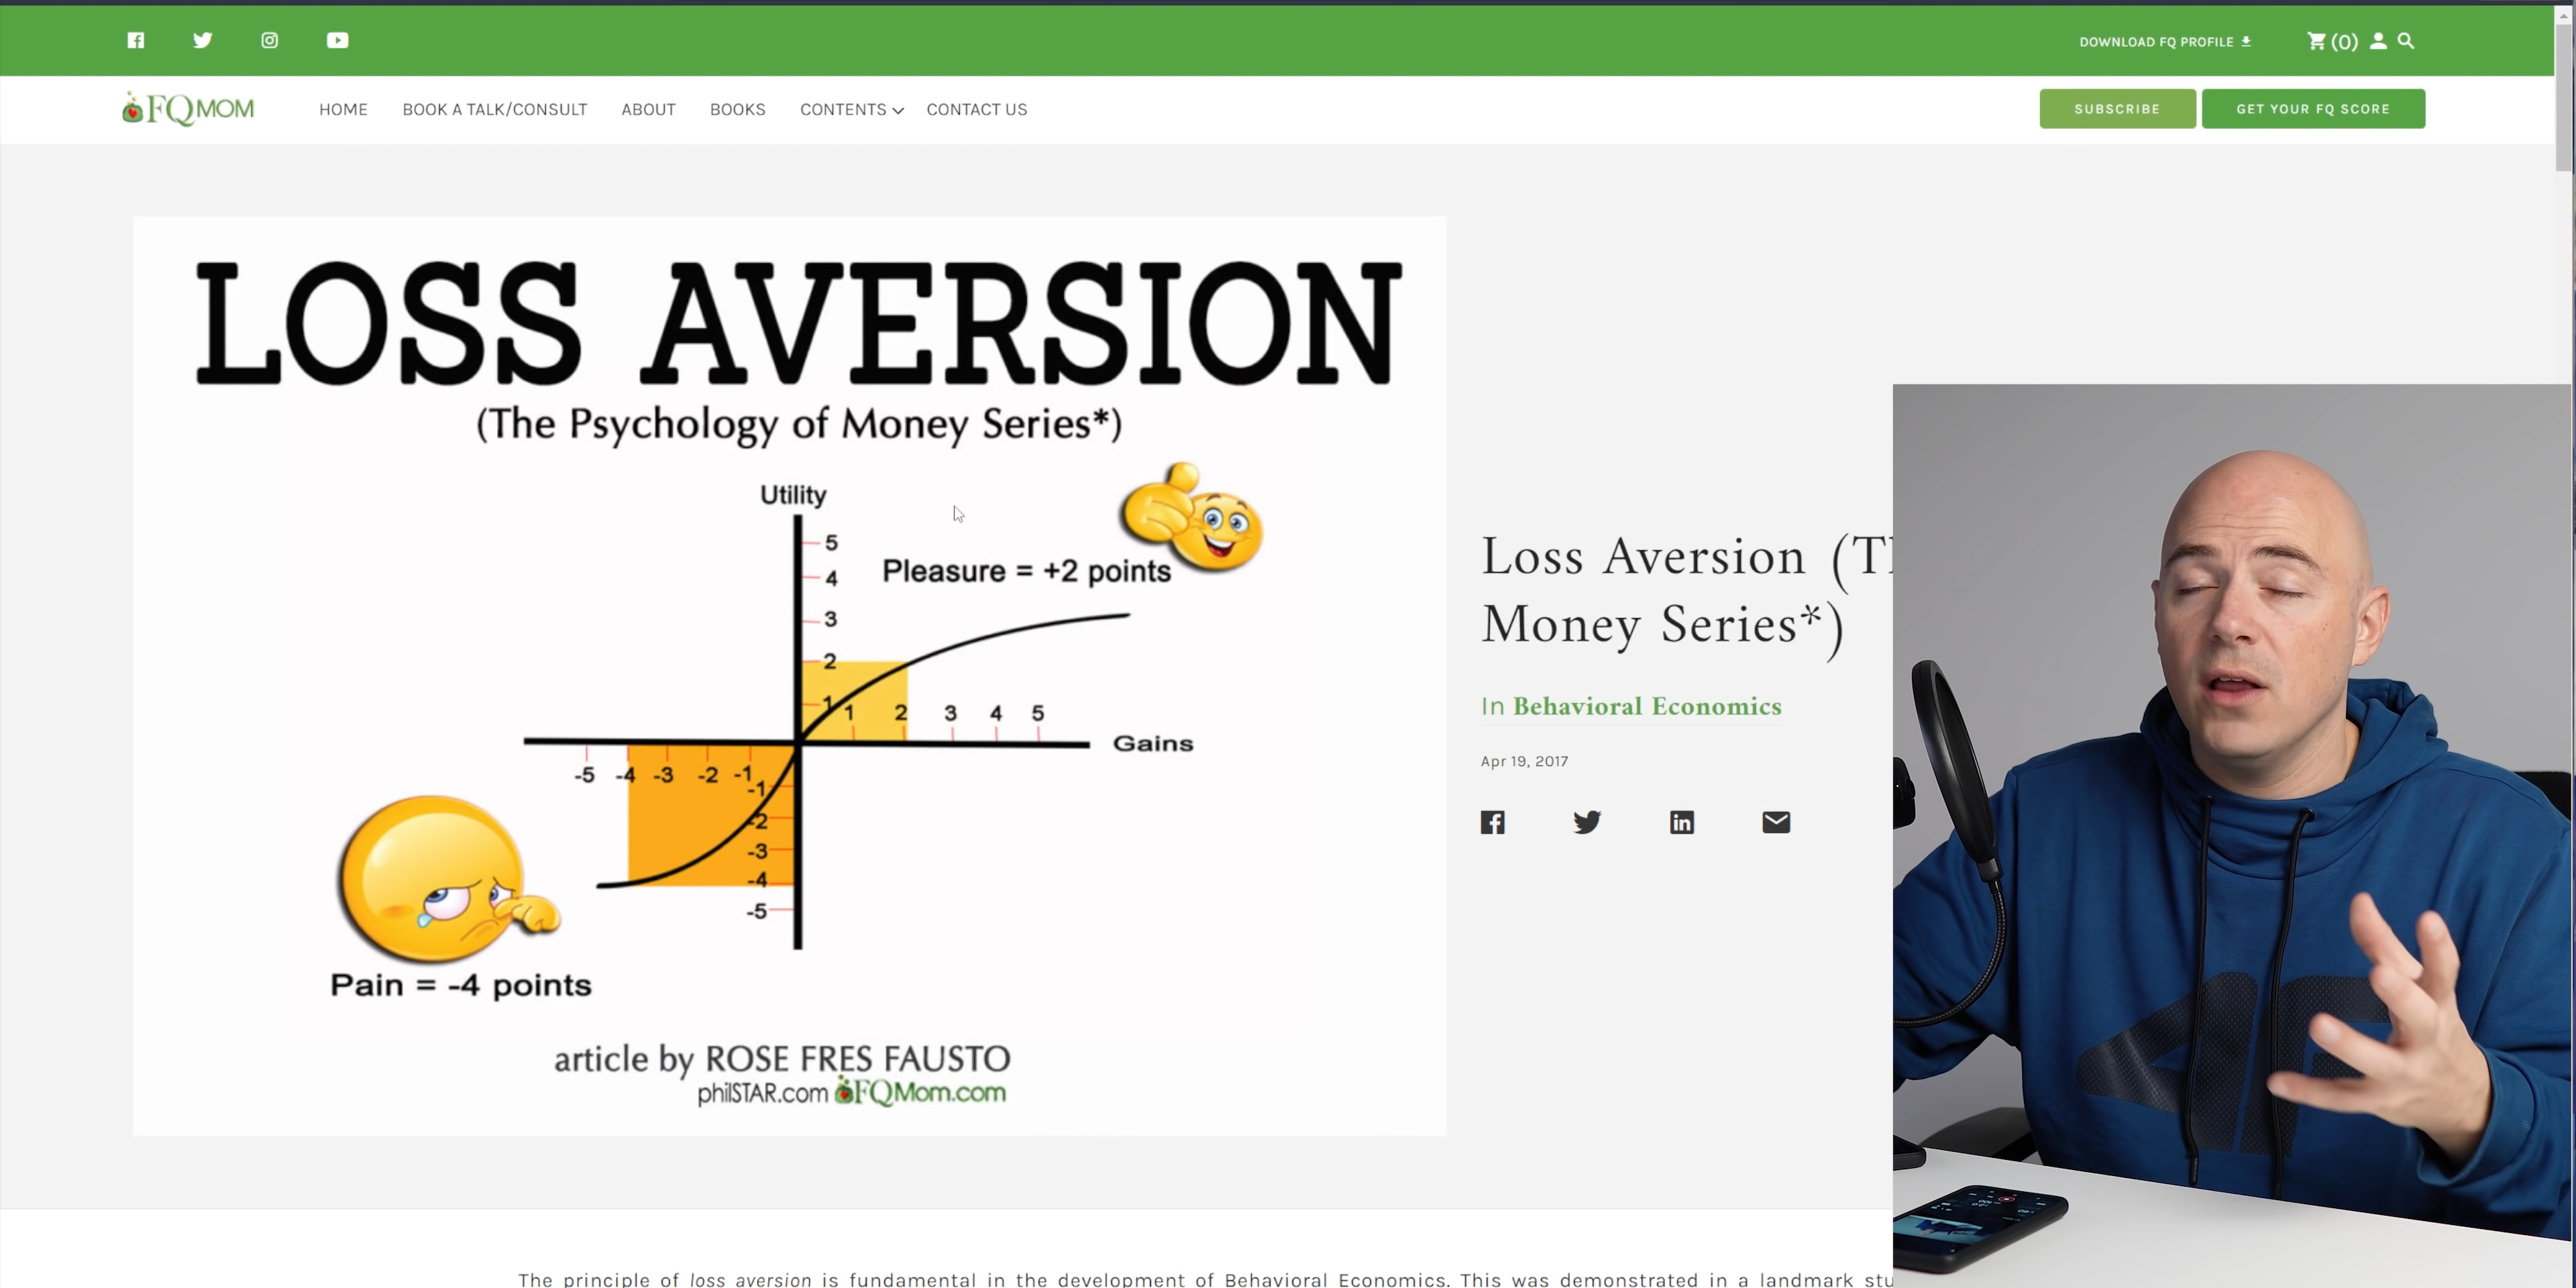 DOWNLOAD FQ PROFILE
(0)
FQMOM
HOME
BOOK A TALK/CONSULT
ABOUT
BOOKS
CONTENTS
CONTACT US
SUBSCRIBE
GET YOUR FQ SCORE
LOSS AVERSION
(The Psychology of Money Series*)
Utility
5
4
3
2
1
Pleasure = +2 points
1 2 3 4 5
Gains
-5 -4 -3 -2 -1
-1
-2
-3
-4
-5
Pain = -4 points
article by ROSE FRES FAUSTO
philSTAR.com FQMom.com
Loss Aversion
Money Series*)
In Behavioral Economics
Apr 19, 2017
The principle of loss aversion is fundamental in the development of Behavioral Economics. This was demonstrated in a landmark